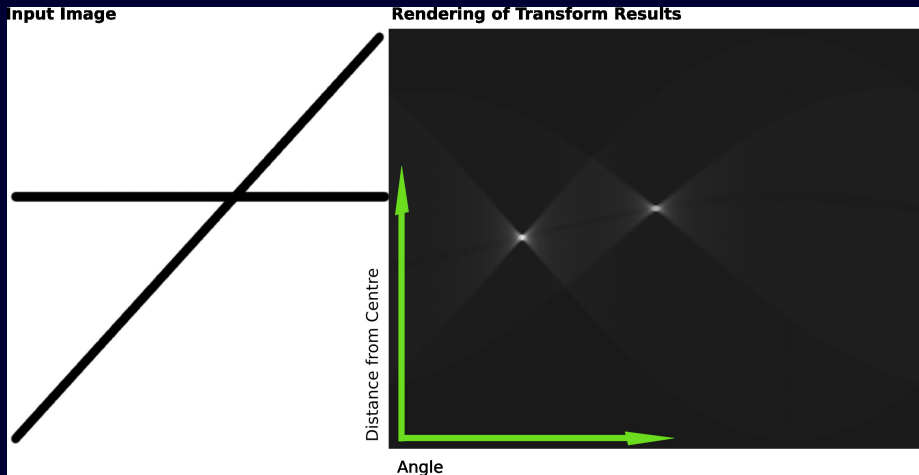 Input Image
Rendering of Transform Results
Distance from Centre
Angle